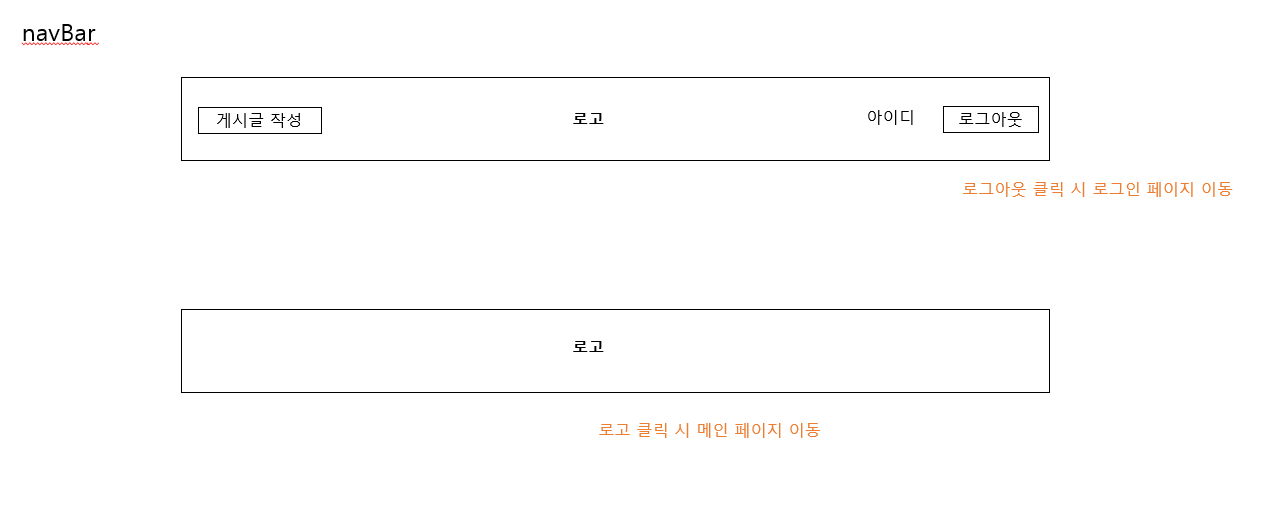 navBar
게시글 작성
로고
아이디
로그아웃
로그아웃 클릭 시 로그인 페이지 이동
로고
로고 클릭 시 메인 페이지 이동